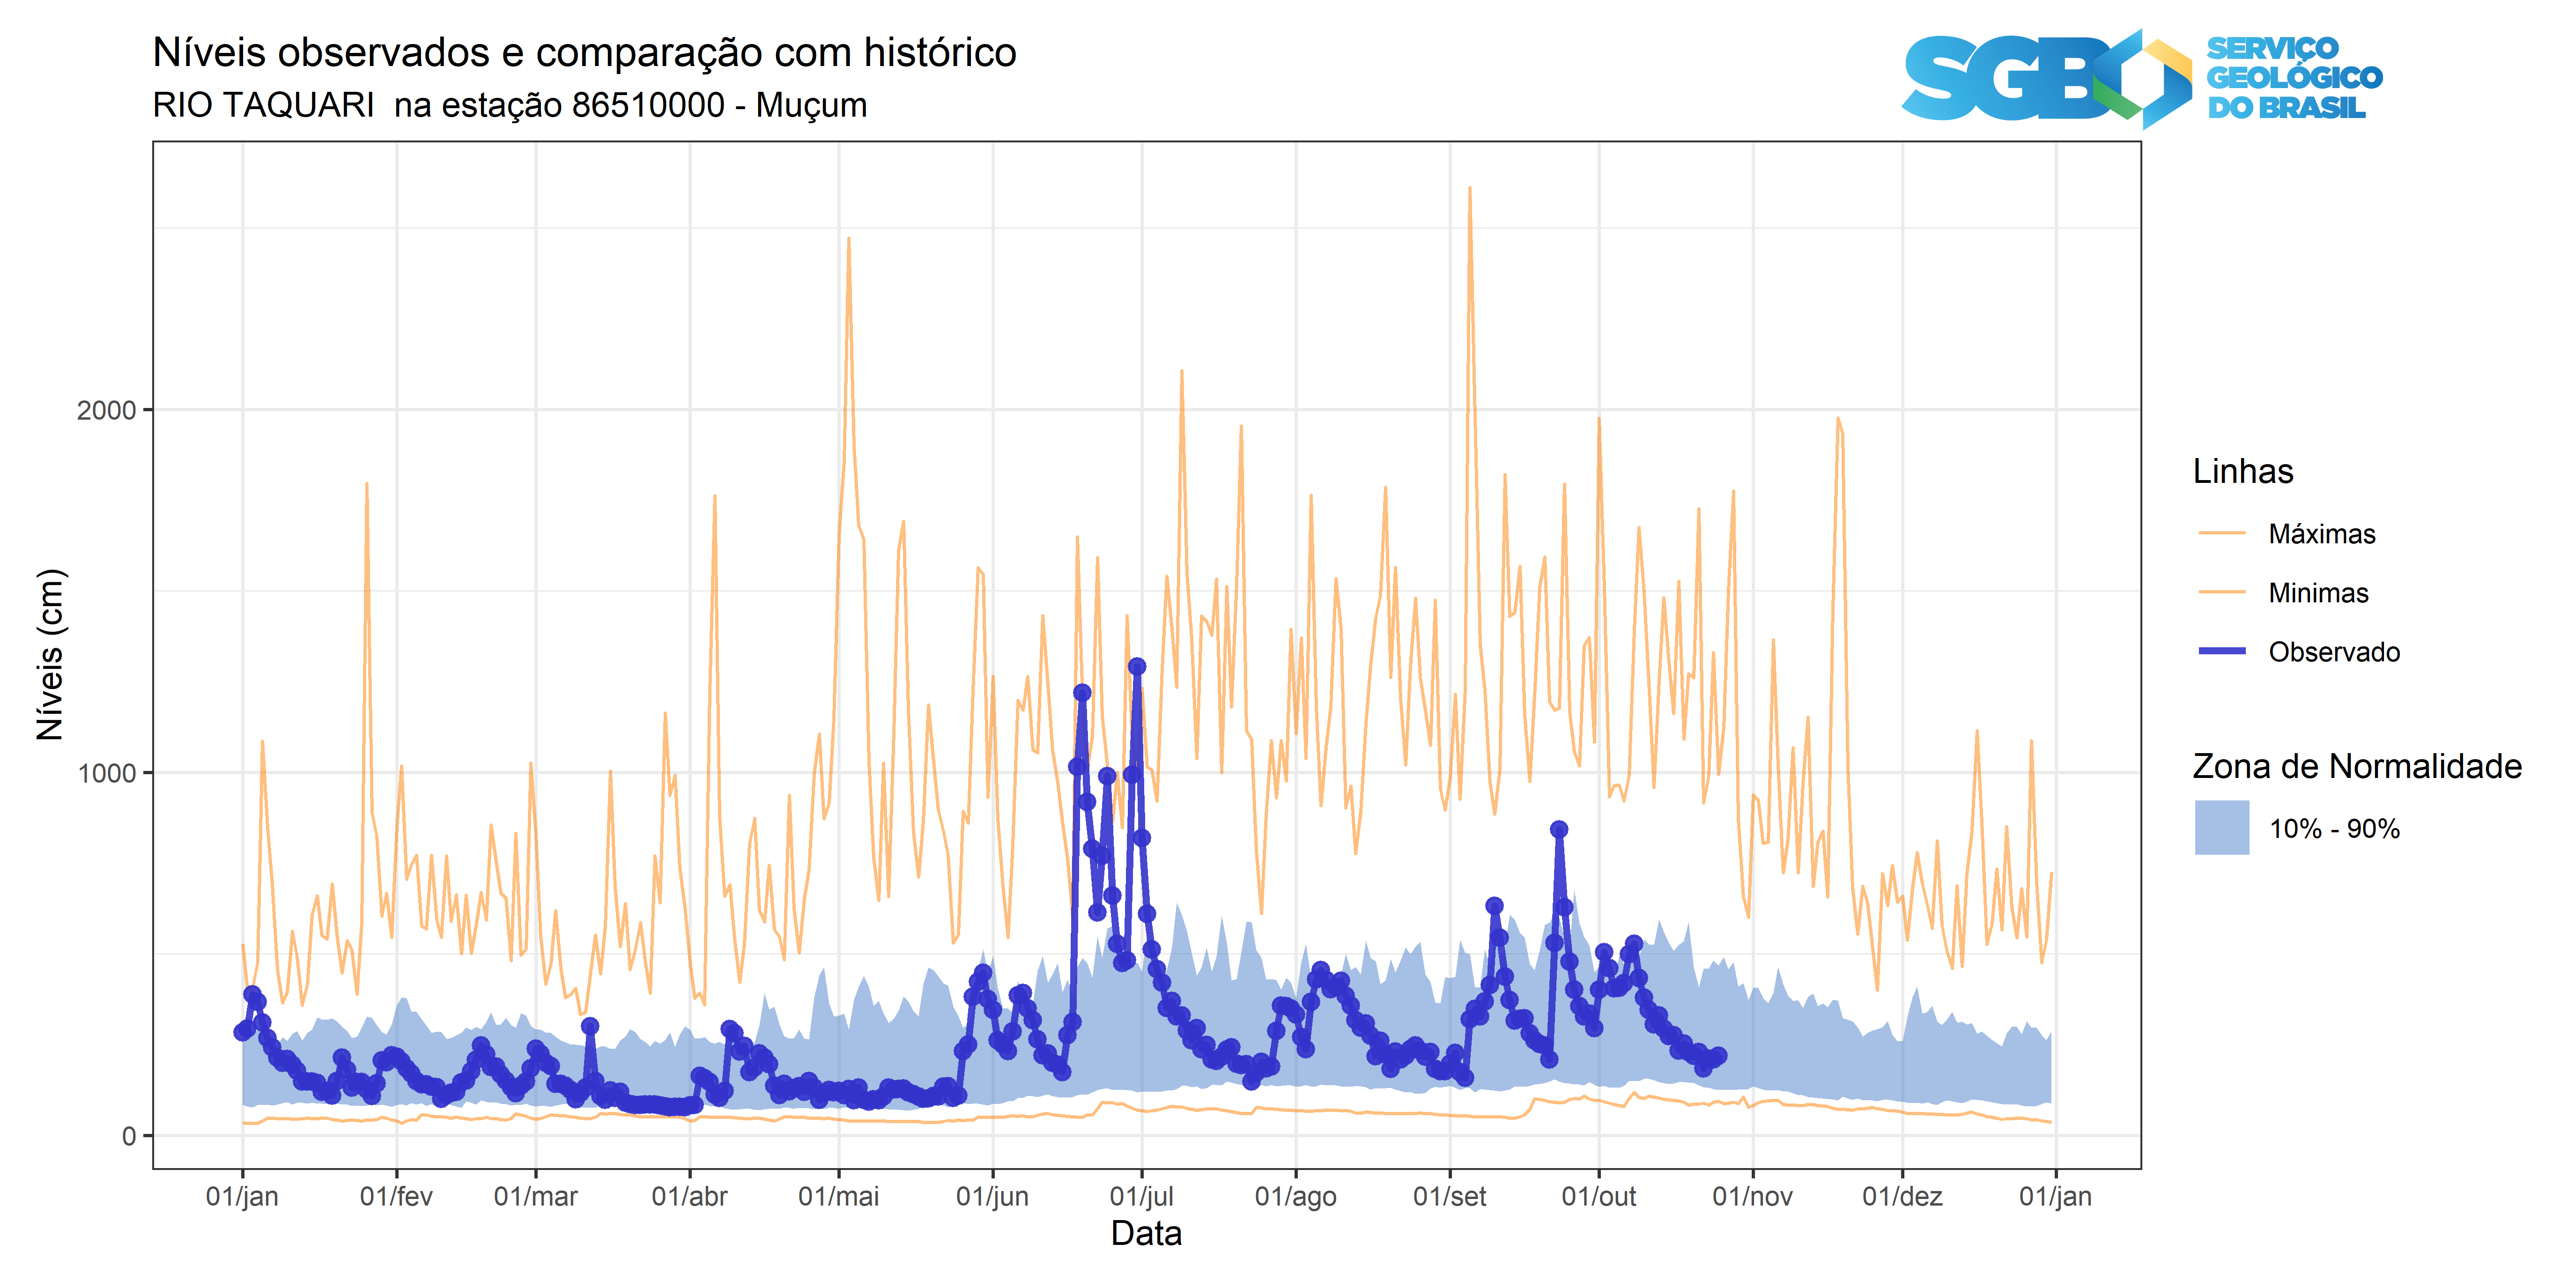 Níveis observados e comparação com histórico
RIO TAQUARI  na estação 86510000 - Muçum
SGB
SERVIÇO
GEOLÓGICO
DO BRASIL
Níveis (cm)
2000
1000
0
01/jan
01/fev
01/mar
01/abr
01/mai
01/jun
01/jul
01/ago
01/set
01/out
01/nov
01/dez
01/jan
Data
Linhas
Máximas
Minimas
Observado
Zona de Normalidade
10% - 90%